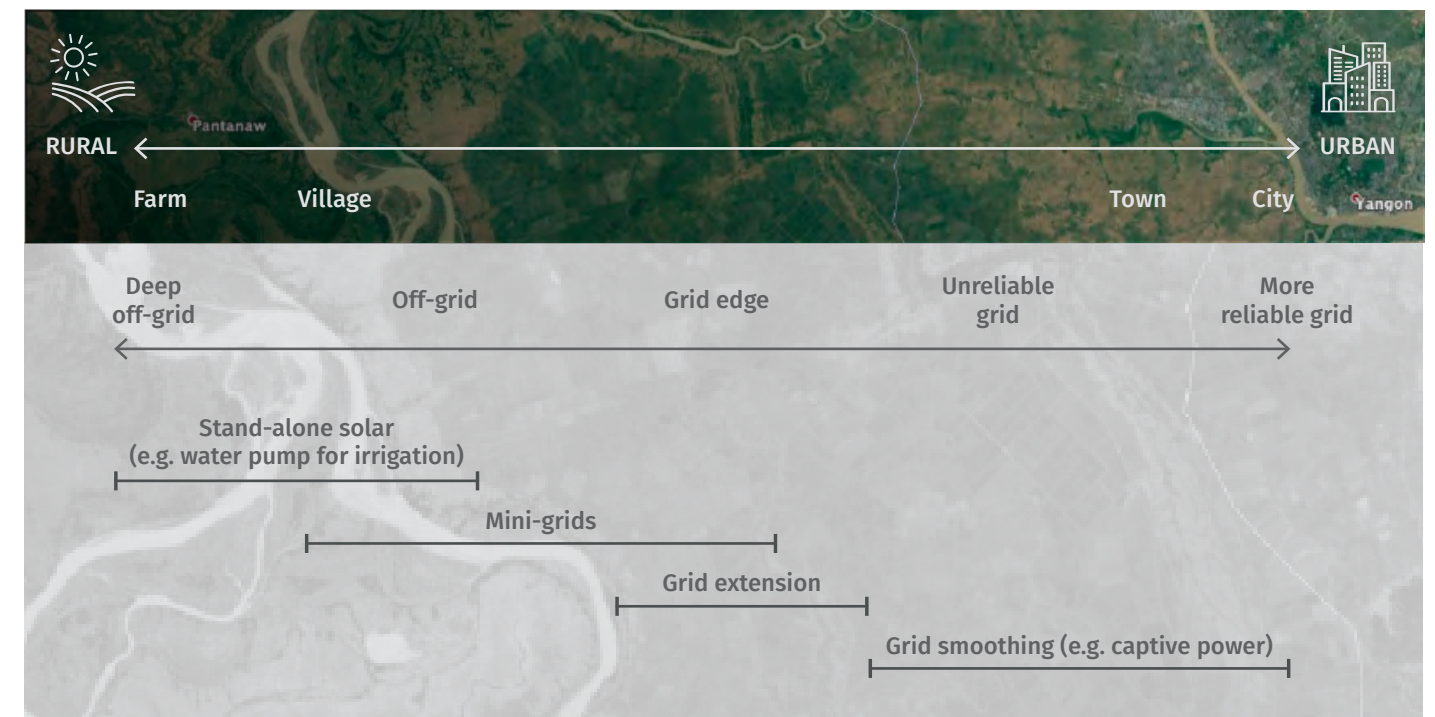 Pantanaw
RURAL
URBAN
Farm
Village
Town
City
Yangon
Deep
off-grid
Off-grid
Grid edge
Unreliable
grid
More
reliable grid
Stand-alone solar
(e.g. water pump for irrigation)
Mini-grids
Grid extension
Grid smoothing (e.g. captive power)